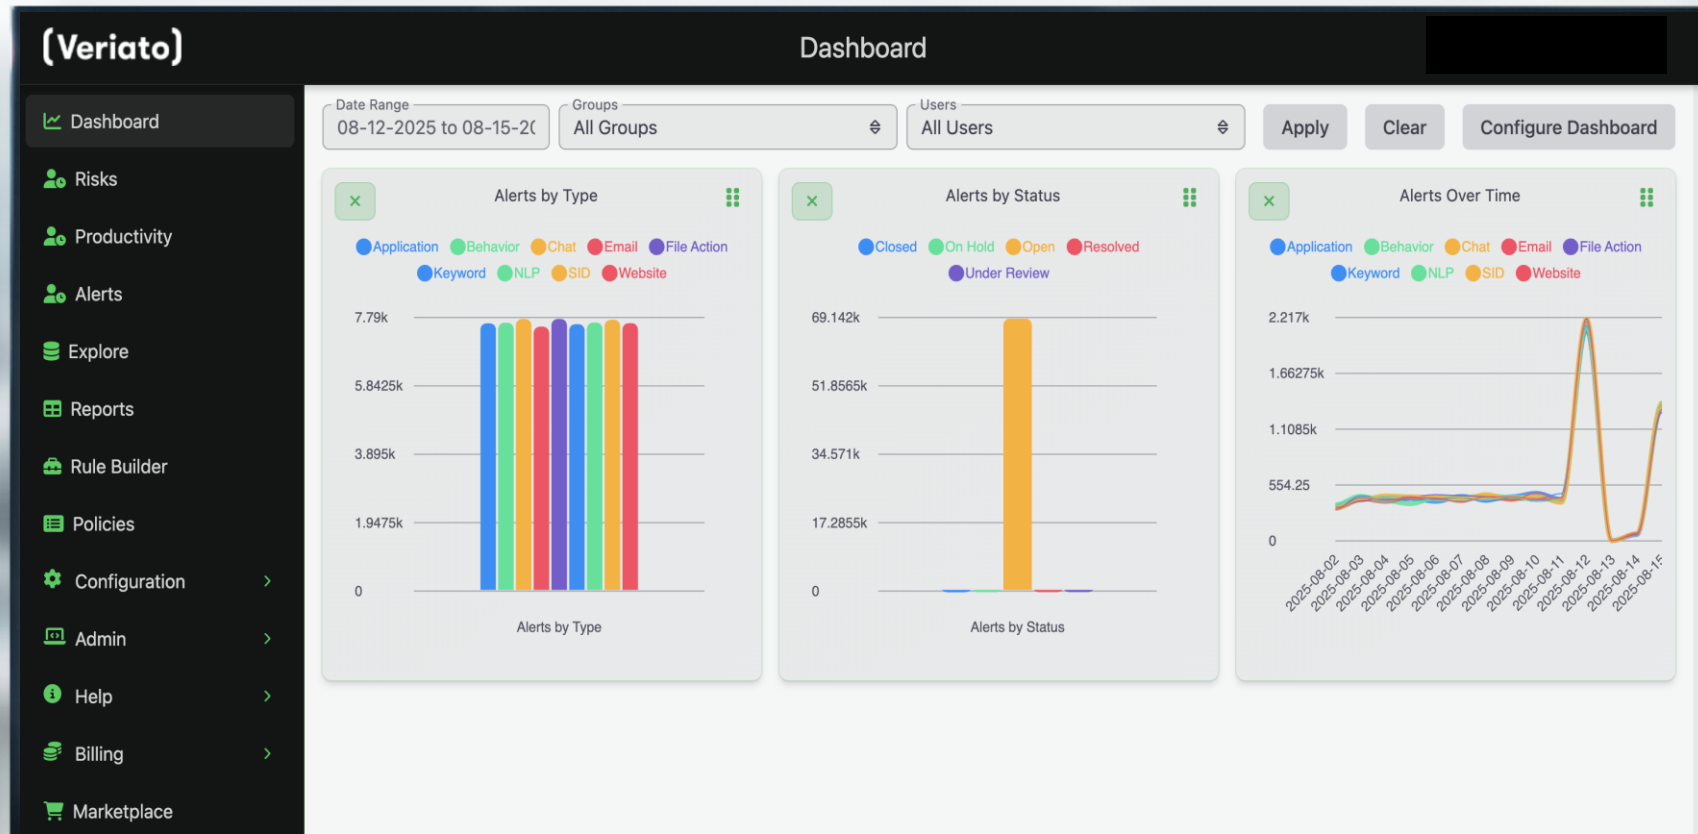 (Veriato)
Dashboard
Dashboard
Risks
Productivity
Alerts
Explore
Reports
Rule Builder
Policies
Configuration
Admin
Help
Billing
Marketplace
Date Range
08-12-2025 to 08-15-20
Groups
All Groups
Users
All Users
Apply
Clear
Configure Dashboard
Alerts by Type
Application Behavior Chat Email File Action
Keyword NLP SID Website
7.79k
5.8425k
3.895k
1.9475k
0
Alerts by Type
Alerts by Status
Closed On Hold Open Resolved
Under Review
69.142k
51.8565k
34.571k
17.2855k
0
Alerts by Status
Alerts Over Time
Application Behavior Chat Email File Action
Keyword NLP SID Website
2.217k
1.66275k
1.1085k
554.25
0
2025-08-02
2025-08-03
2025-08-04
2025-08-05
2025-08-06
2025-08-07
2025-08-08
2025-08-09
2025-08-10
2025-08-11
2025-08-12
2025-08-13
2025-08-14
2025-08-15